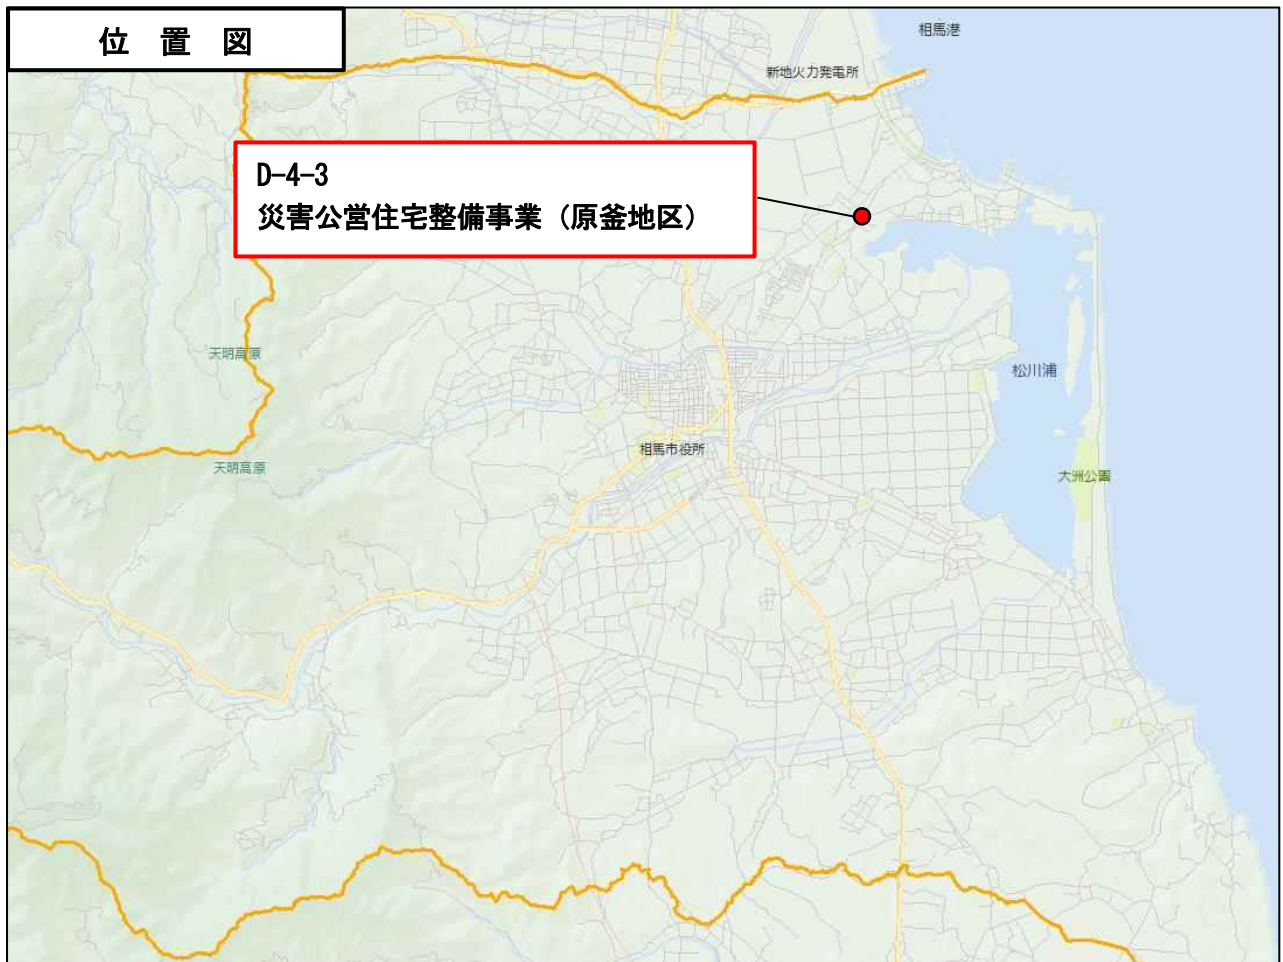 位 置 図
相馬港
新地火力発電所
D-4-3
災害公営住宅整備事業（原釜地区）
天明高原
松川浦
相馬市役所
天明高原
大洲公園